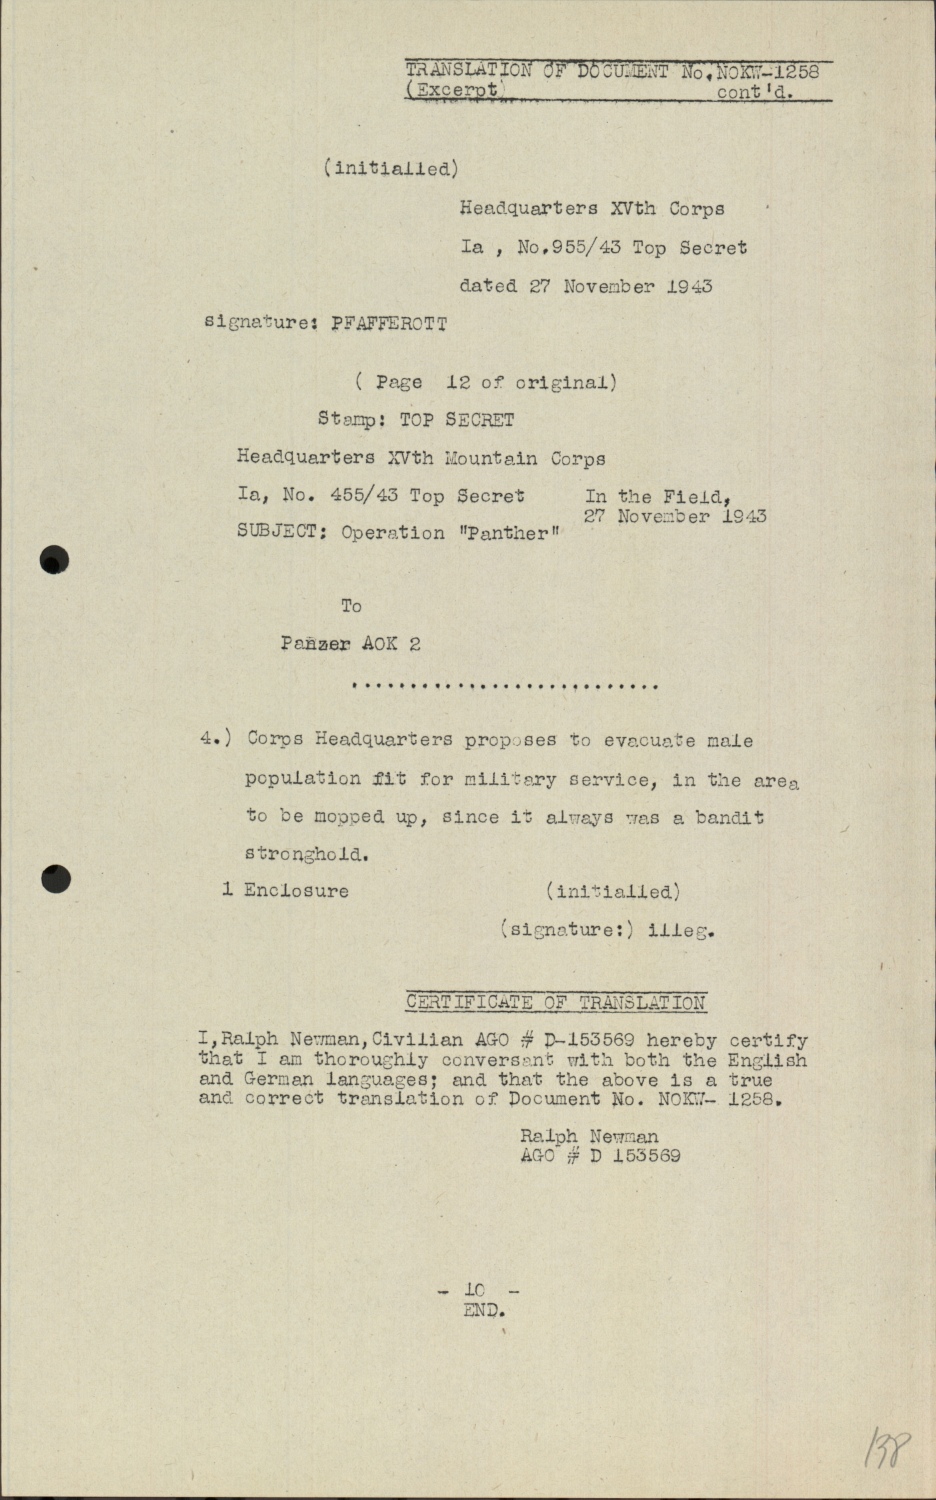 TRANSLATION OF DOCUMENT No.NOKW-1258
(Excerpt) cont'd.
(initialled)
Headquarters XVth Corps
Ia , No.955/43 Top Secret
dated 27 November 1943
signature: PFAFFEROTT
( Page 12 of original)
Stamp: TOP SECRET
Headquarters XVth Mountain Corps
Ia, No. 455/43 Top Secret In the Field,
27 November 1943
SUBJECT: Operation "Panther"
To
Panzer AOK 2
...........................
4.) Corps Headquarters proposes to evacuate male
population fit for military service, in the area
to be mopped up, since it always was a bandit
stronghold.
1 Enclosure (initialled)
(signature:) illeg.
CERTIFICATE OF TRANSLATION
I,Ralph Newman,Civilian AGO # D-153569 hereby certify
that I am thoroughly conversant with both the English
and German languages; and that the above is a true
and correct translation of Document No. NOKW- 1258.
Ralph Newman
AGO # D 153569
- 10 -
END.
138